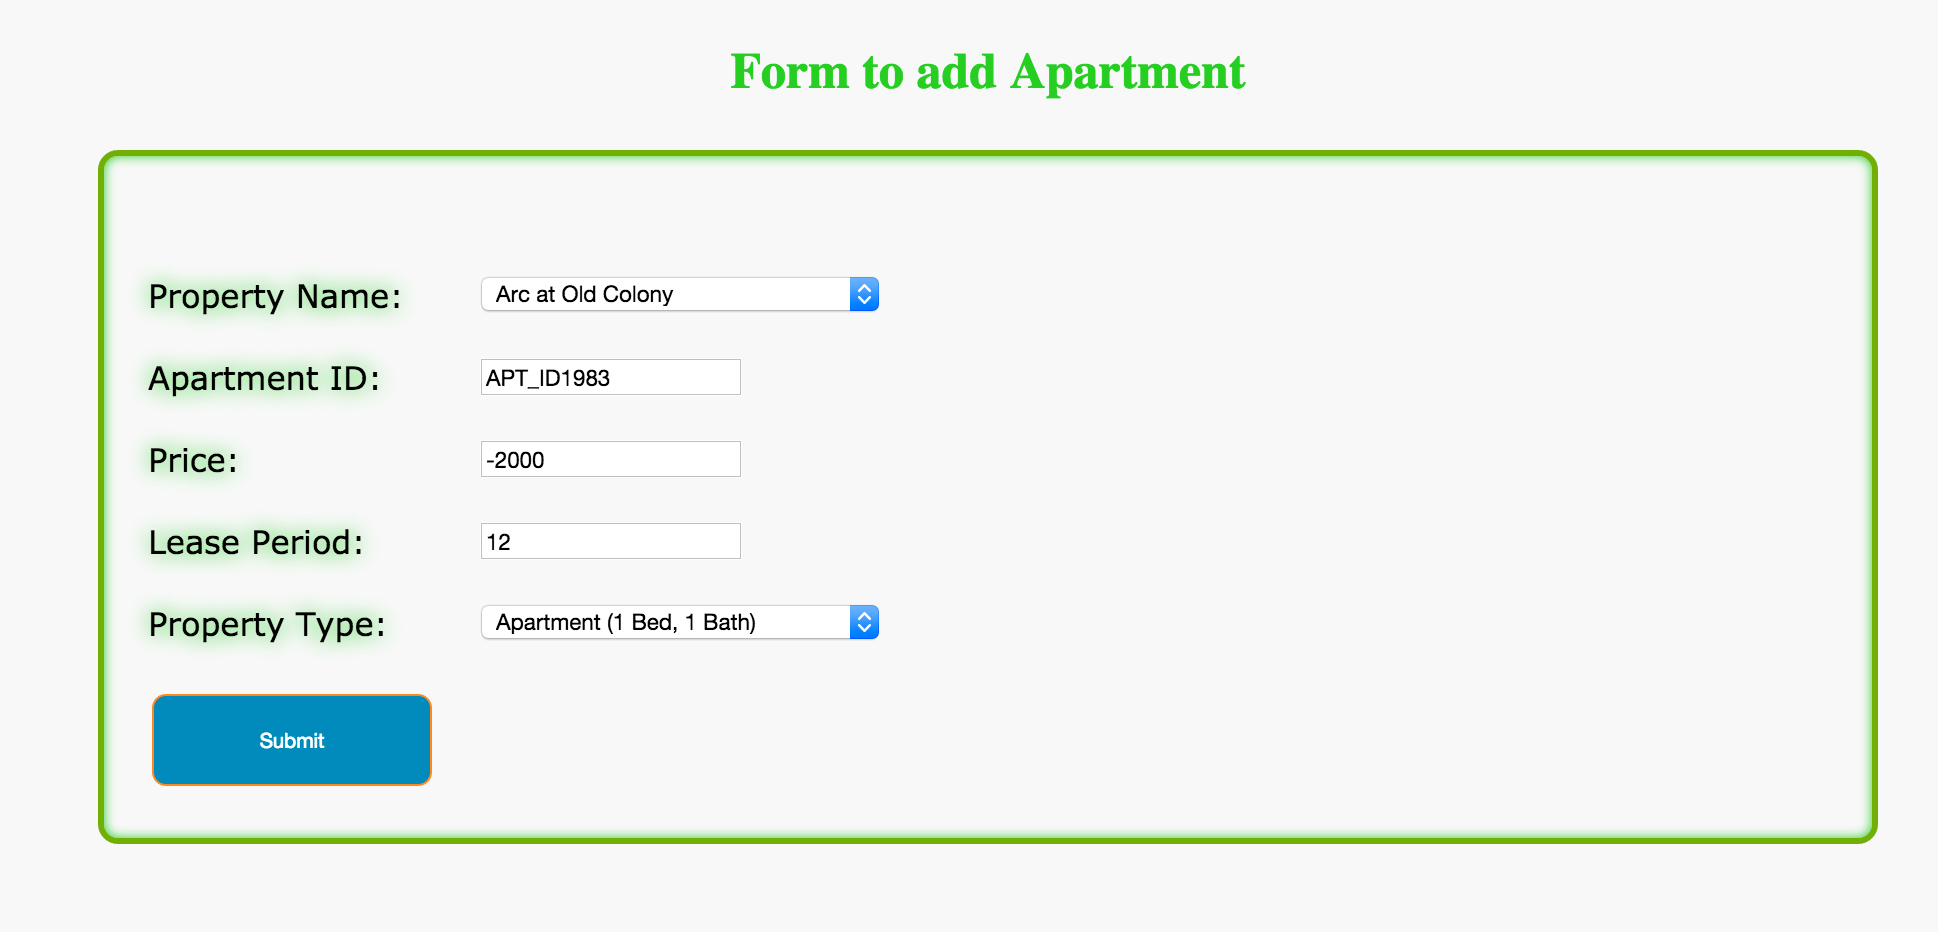 Form to add Apartment
Property Name: Arc at Old Colony
Apartment ID: APT_ID1983
Price: -2000
Lease Period: 12
Property Type: Apartment (1 Bed, 1 Bath)
Submit